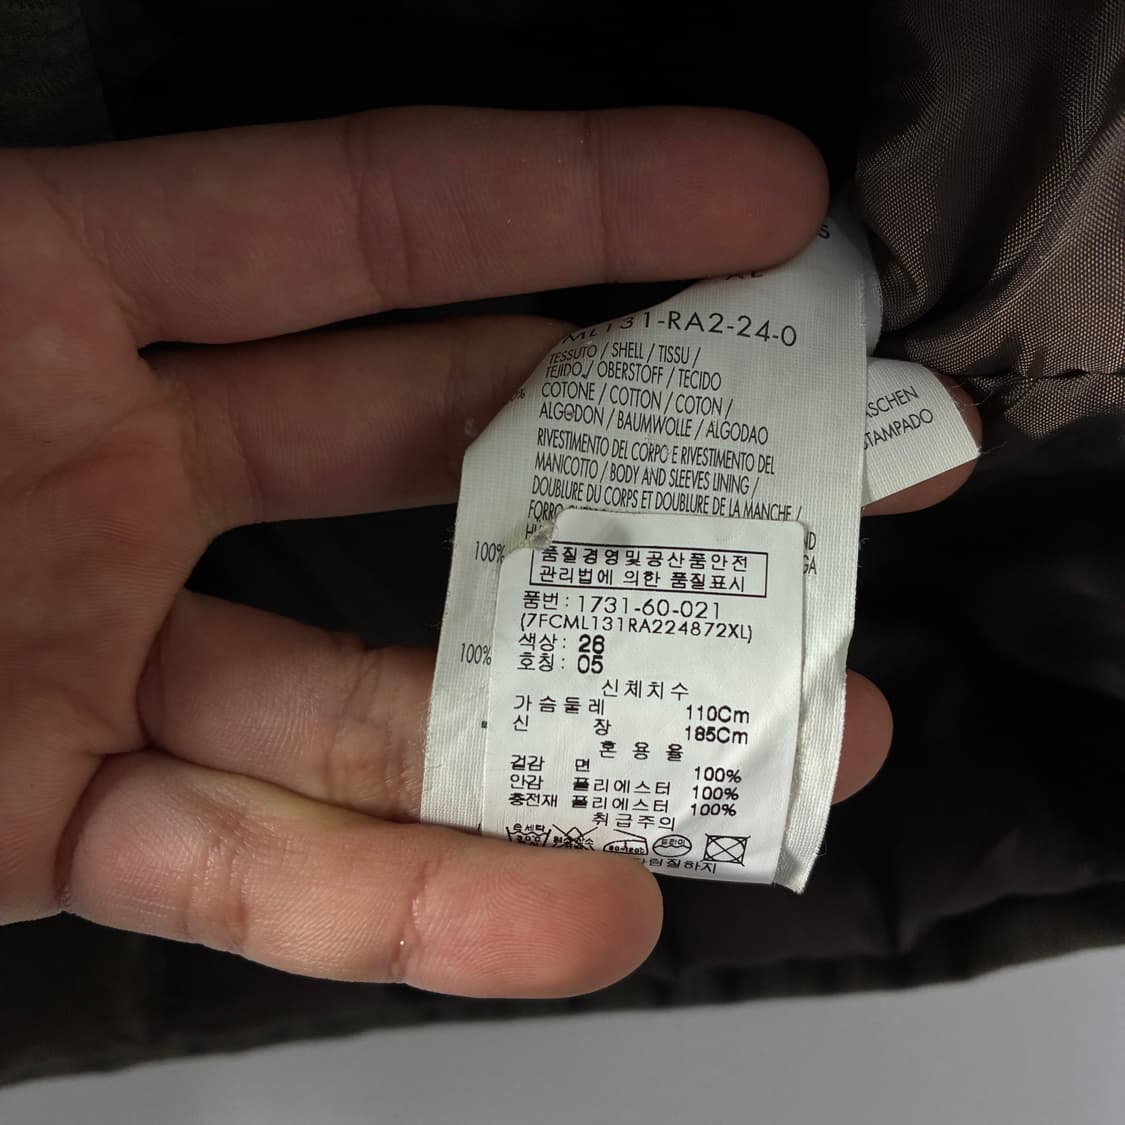 XL
ML131-RA2-24-0
TESSUTO / SHELL / TISSU /
TEJIDO / OBERSTOFF / TECIDO
COTONE / COTTON / COTON /
ALGODON / BAUMWOLLE / ALGODAO
RIVESTIMENTO DEL CORPO E RIVESTIMENTO DEL
MANICOTTO / BODY AND SLEEVES LINING /
DOUBLURE DU CORPS ET DOUBLURE DE LA MANCHE /
FORRO
100%
100%
STAMPADO
품질경영및공산품안전
관리법에 의한 품질표시
품번: 1731-60-021
(7FCML131RA224872XL)
색상: 26
호칭: 05
신체치수
가슴둘레 110Cm
신장 185Cm
혼용율
겉감 면 100%
안감 폴리에스터 100%
충전재 폴리에스터 100%
취급주의
드라이